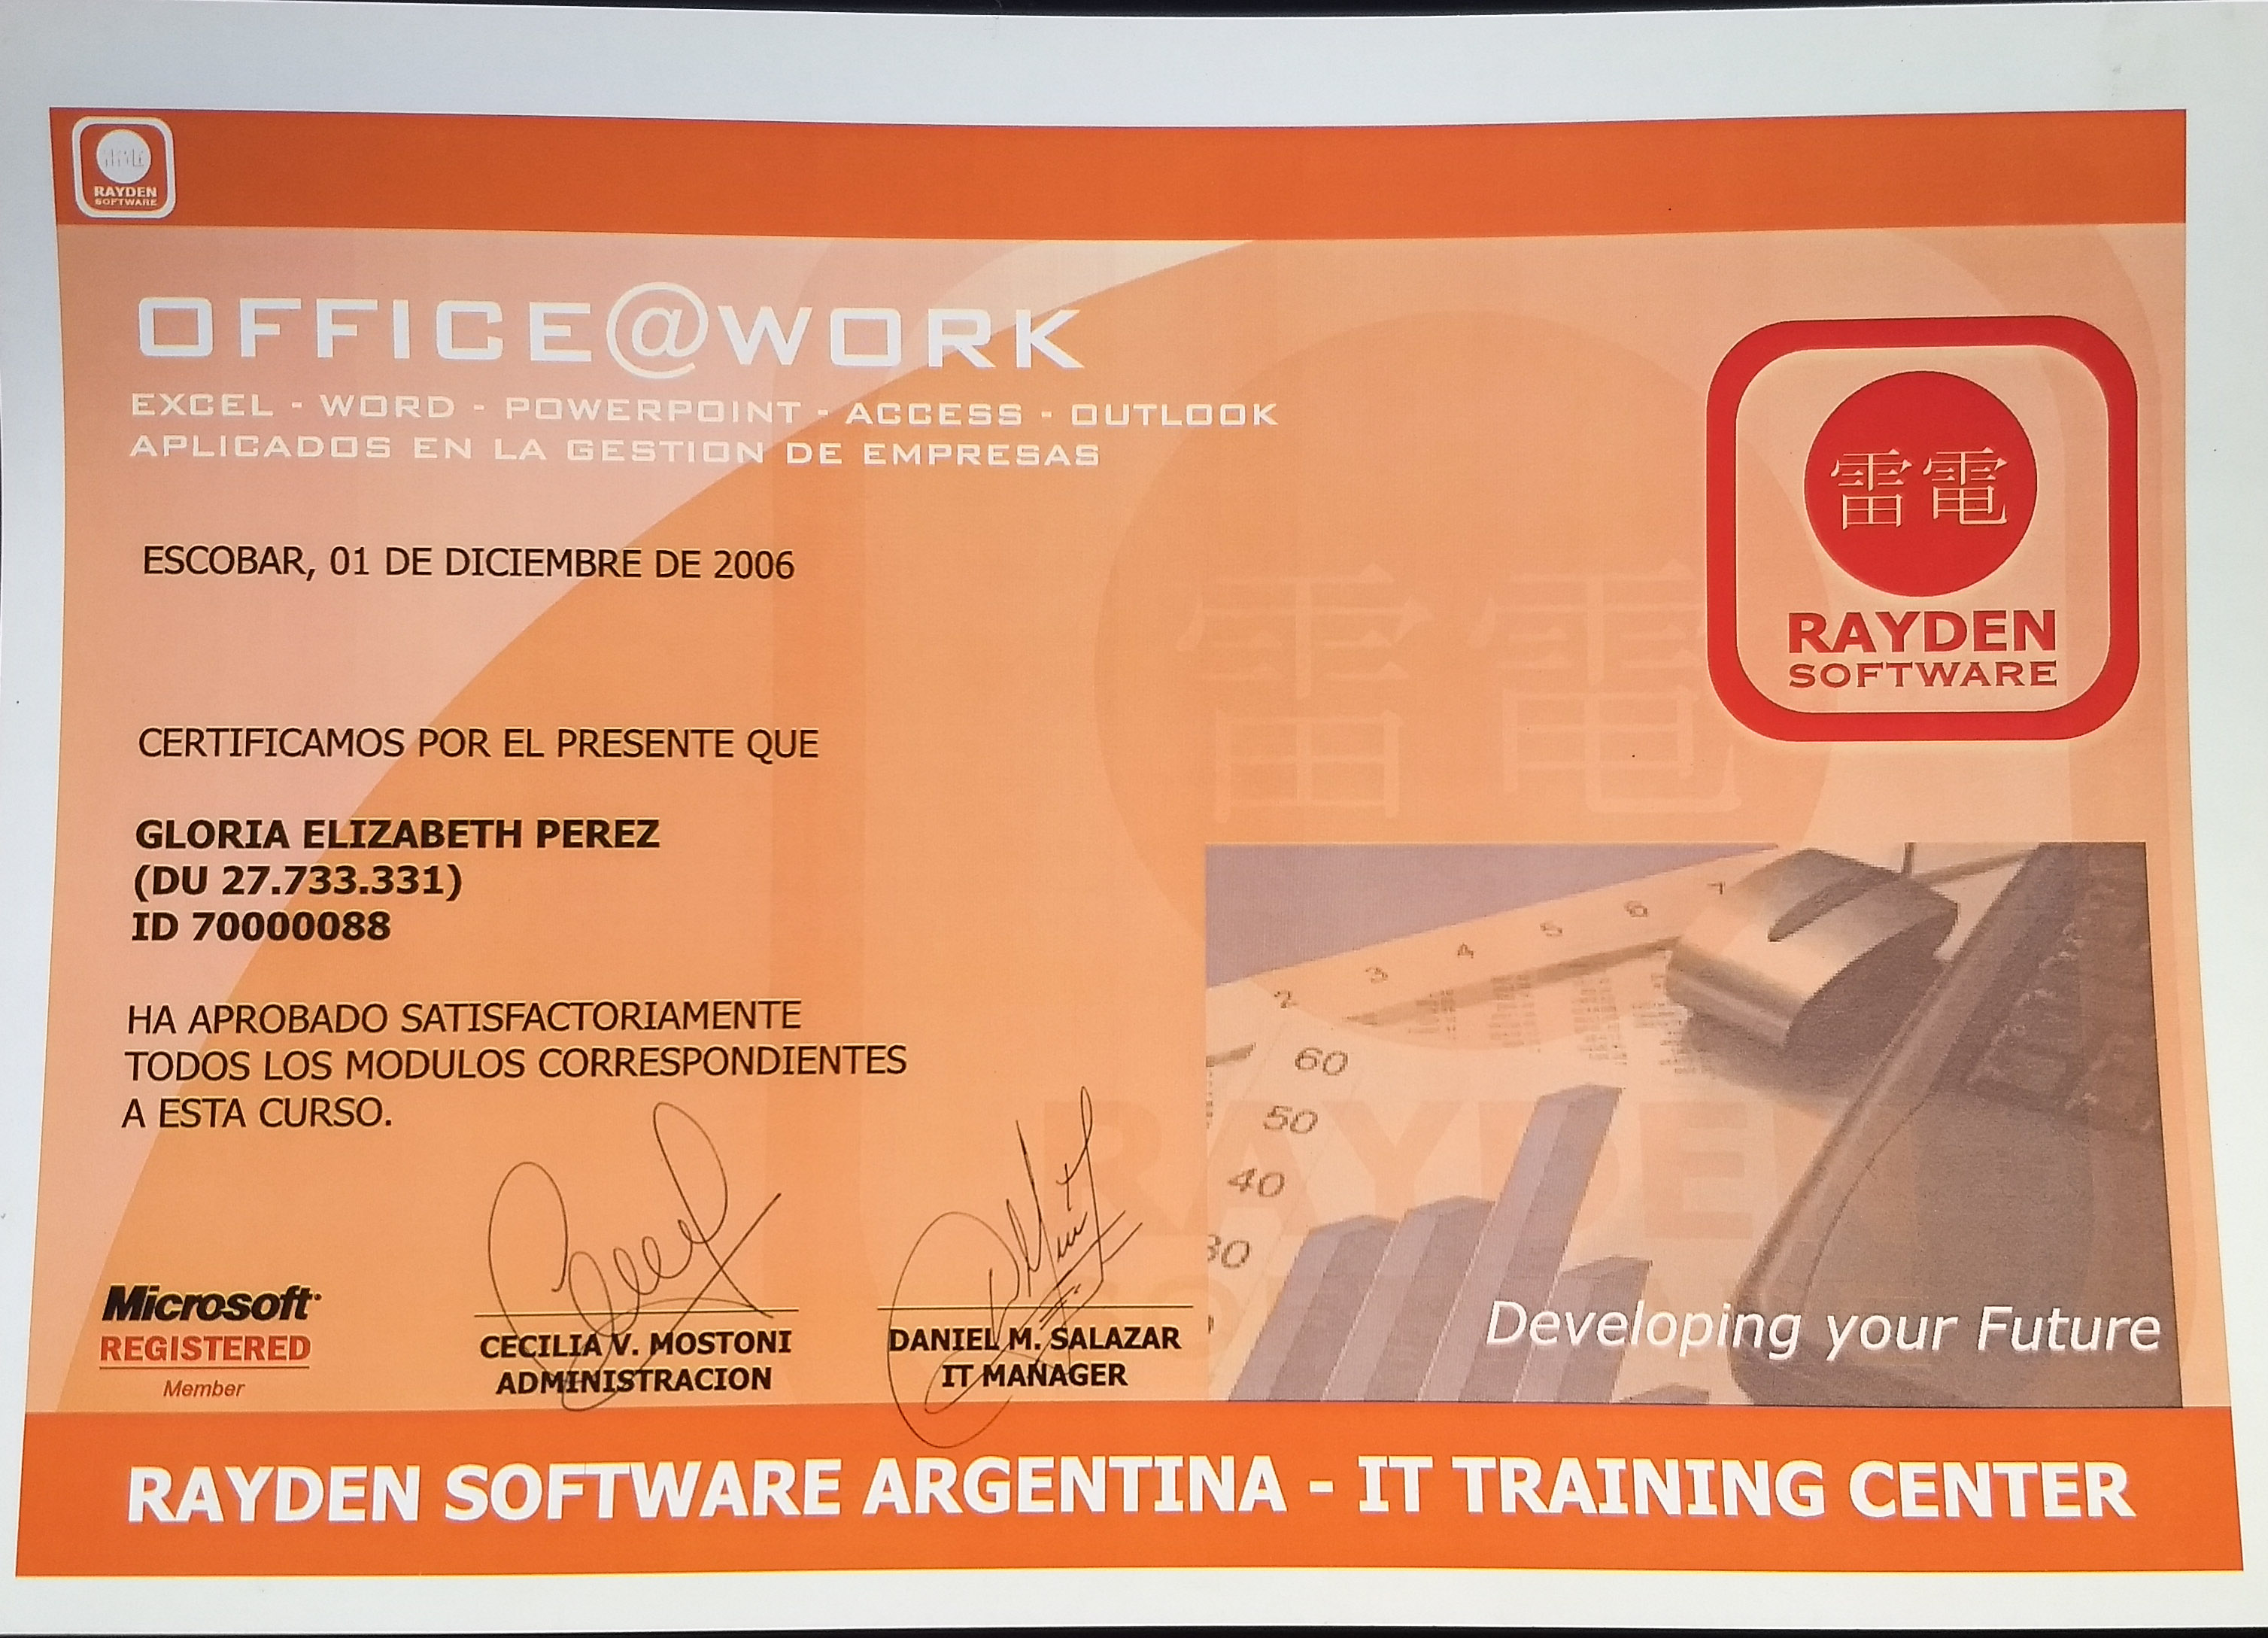 RAYDEN
SOFTWARE
OFFICE@WORK
EXCEL - WORD - POWERPOINT - ACCESS - OUTLOOK
APLICADOS EN LA GESTION DE EMPRESAS
雷電
RAYDEN
SOFTWARE
ESCOBAR, 01 DE DICIEMBRE DE 2006
雷電
CERTIFICAMOS POR EL PRESENTE QUE
GLORIA ELIZABETH PEREZ
(DU 27.733.331)
ID 70000088
HA APROBADO SATISFACTORIAMENTE
TODOS LOS MODULOS CORRESPONDIENTES
A ESTA CURSO.
2 3 4 5 6 7
60
50
40
30
RAYDEN
Microsoft
REGISTERED
Member
CECILIA V. MOSTONI
ADMINISTRACION
DANIEL M. SALAZAR
IT MANAGER
Developing your Future
RAYDEN SOFTWARE ARGENTINA - IT TRAINING CENTER